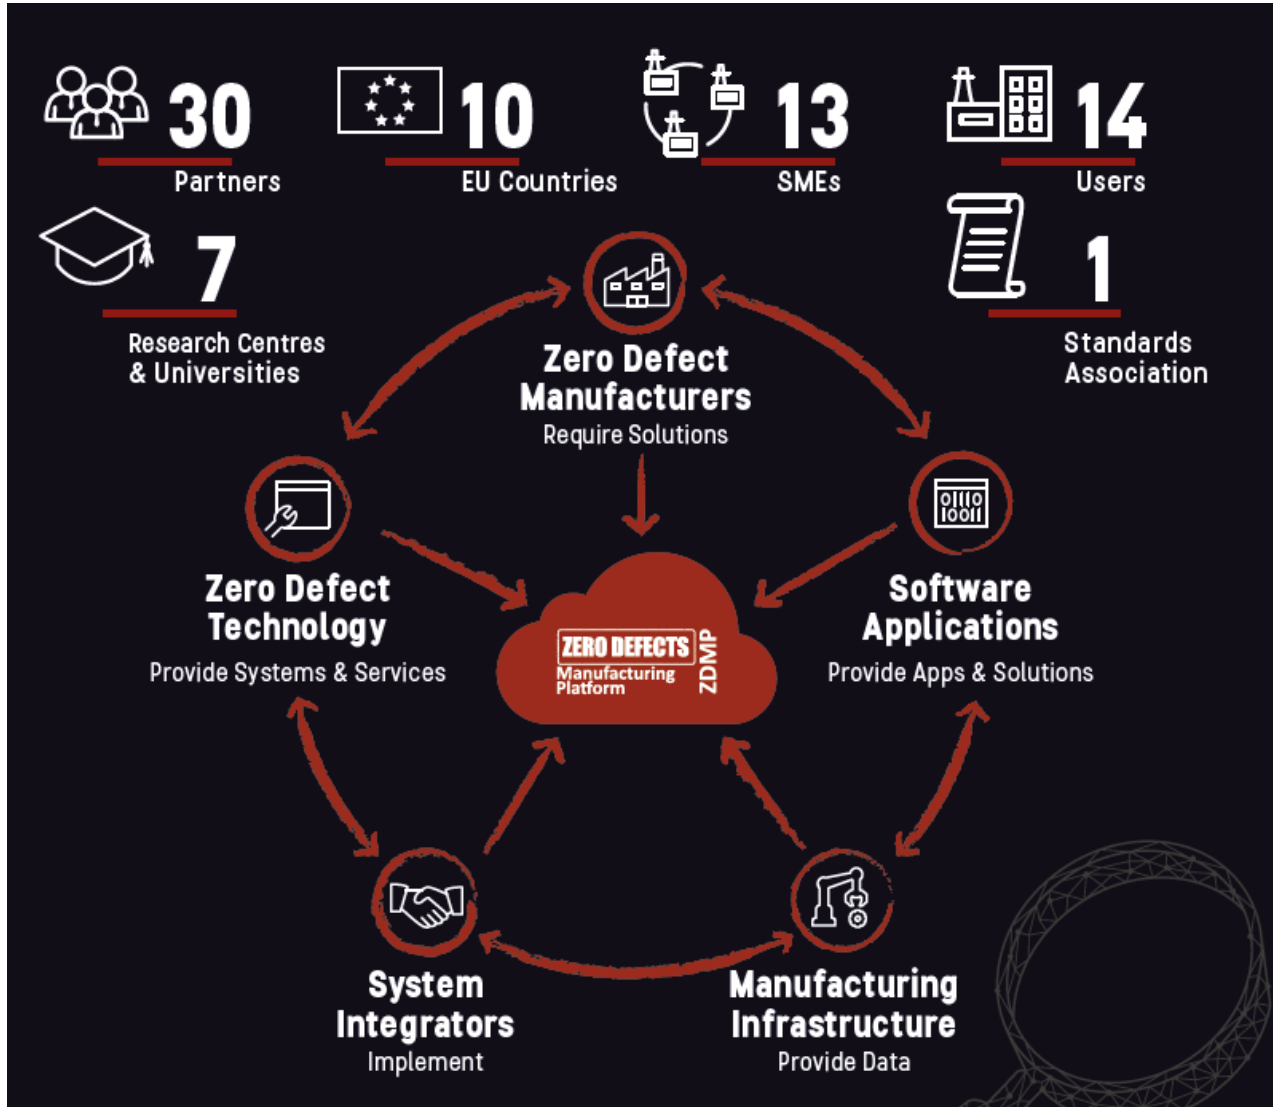 30
Partners
10
EU Countries
13
SMEs
14
Users
7
Research Centres
& Universities
1
Standards
Association
Zero Defect
Manufacturers
Require Solutions
01110
10011
Zero Defect
Technology
Provide Systems & Services
Software
Applications
Provide Apps & Solutions
ZERO DEFECTS
Manufacturing
Platform
ZDMP
System
Integrators
Implement
Manufacturing
Infrastructure
Provide Data